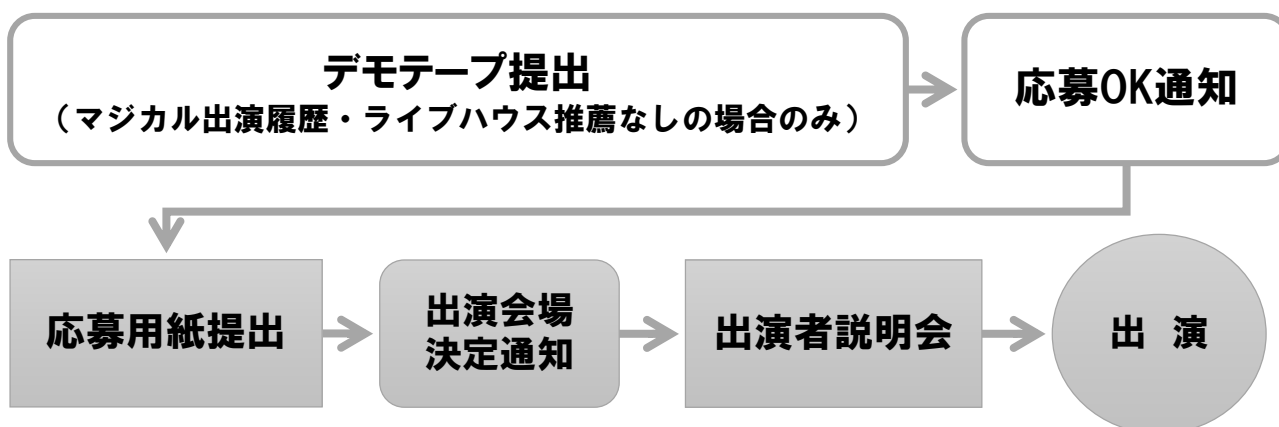 デモテープ提出
（マジカル出演履歴・ライブハウス推薦なしの場合のみ）
応募OK通知
応募用紙提出
出演会場
決定通知
出演者説明会
出 演